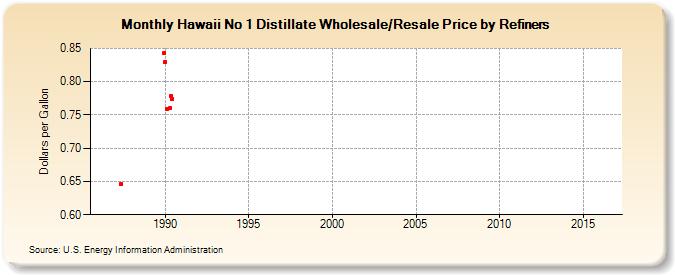 Monthly Hawaii No 1 Distillate Wholesale/Resale Price by Refiners
Dollars per Gallon
0.85
0.80
0.75
0.70
0.65
0.60
1990 1995 2000 2005 2010 2015
Source: U.S. Energy Information Administration